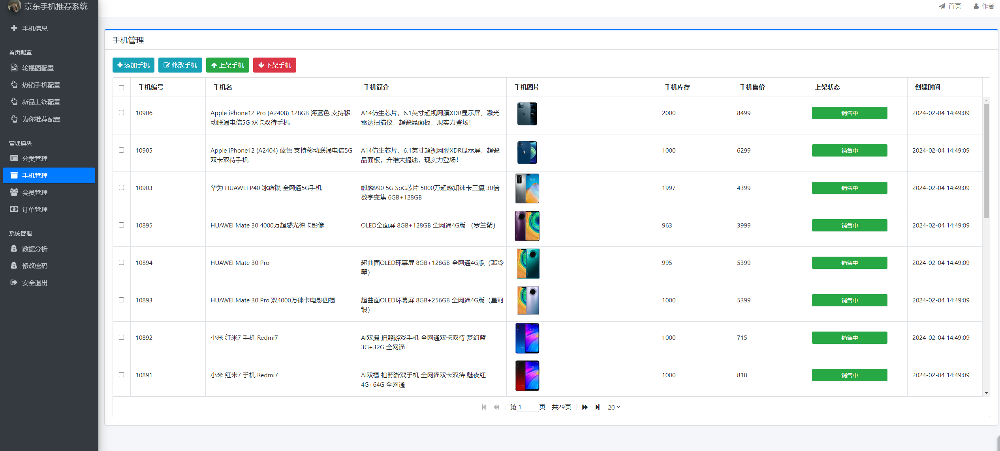 京东手机推荐系统
首页
作者
手机信息
首页配置
轮播图配置
热销手机配置
新品上线配置
为你推荐配置
管理模块
分类管理
手机管理
会员管理
订单管理
系统管理
数据分析
修改密码
安全退出
手机管理
添加手机 修改手机 上架手机 下架手机
手机编号 手机名 手机简介 手机图片 手机库存 手机售价 上架状态 创建时间
10906 Apple iPhone12 Pro (A2408) 128GB 海蓝色 支持移 A14仿生芯片，6.1英寸超视网膜XDR显示屏，激光 2000 8499 销售中 2024-02-04 14:49:09
动联通电信5G 双卡双待手机 雷达扫描仪，超瓷晶面板，现实力登场！
10905 Apple iPhone12 (A2404) 蓝色 支持移动联通电信5G A14仿生芯片，6.1英寸超视网膜XDR显示屏，超瓷 1000 6299 销售中 2024-02-04 14:49:09
双卡双待手机 晶面板，升维大提速，现实力登场！
10903 华为 HUAWEI P40 冰霜银 全网通5G手机 麒麟990 5G SoC芯片 5000万超感知徕卡三摄 30倍 1997 4399 销售中 2024-02-04 14:49:09
数字变焦 6GB+128GB
10895 HUAWEI Mate 30 4000万超感光徕卡影像 OLED全面屏 8GB+128GB 全网通4G版 （罗兰紫） 963 3999 销售中 2024-02-04 14:49:09
10894 HUAWEI Mate 30 Pro 超曲面OLED环幕屏 8GB+128GB 全网通4G版（翡冷 995 5399 销售中 2024-02-04 14:49:09
翠）
10893 HUAWEI Mate 30 Pro 双4000万徕卡电影四摄 超曲面OLED环幕屏 8GB+256GB 全网通4G版（星河 1000 5399 销售中 2024-02-04 14:49:09
银）
10892 小米 红米7 手机 Redmi7 AI双摄 拍照游戏手机 全网通双卡双待 梦幻蓝 1000 715 销售中 2024-02-04 14:49:09
3G+32G 全网通
10891 小米 红米7 手机 Redmi7 AI双摄 拍照游戏手机 全网通双卡双待 魅夜红 1000 818 销售中 2024-02-04 14:49:09
4G+64G 全网通
第1页 共29页 20